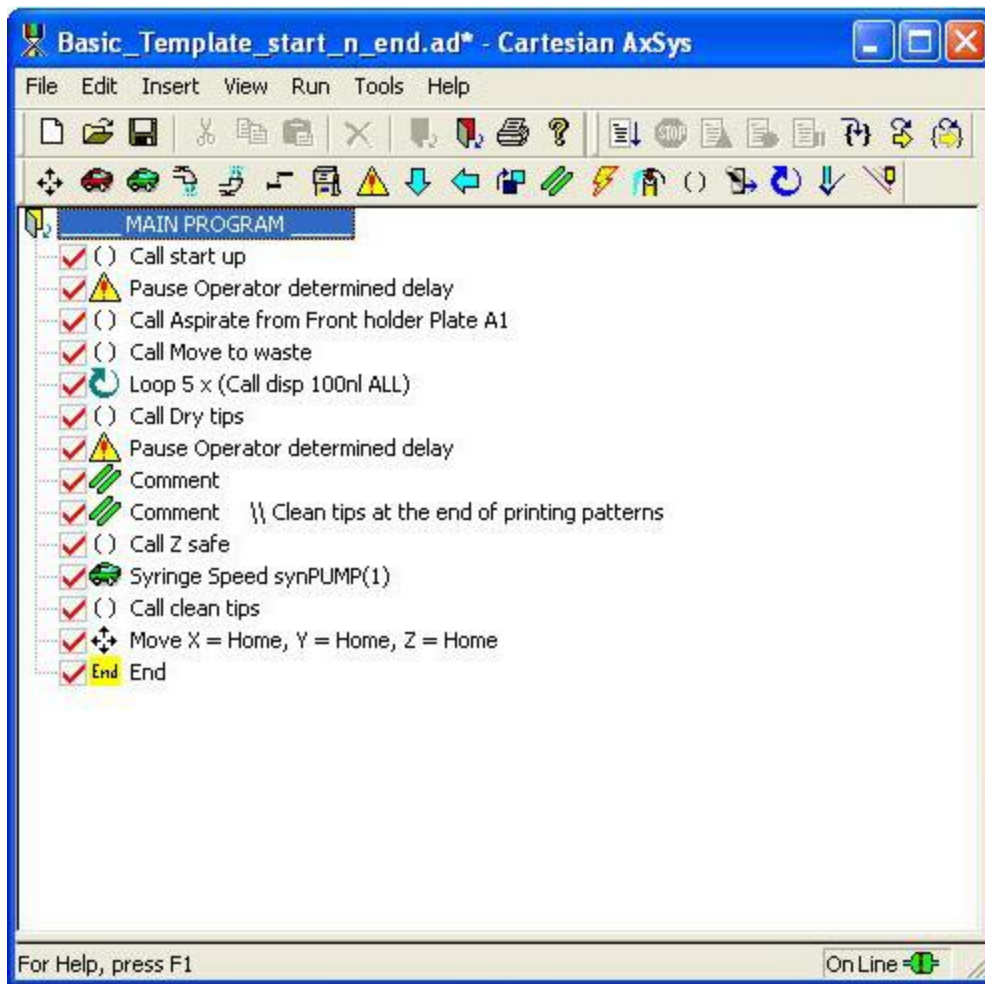 Basic_Template_start_n_end.ad* - Cartesian AxSys
File Edit Insert View Run Tools Help
STOP
_____ MAIN PROGRAM _____
() Call start up
Pause Operator determined delay
() Call Aspirate from Front holder Plate A1
() Call Move to waste
Loop 5 x (Call disp 100nl ALL)
() Call Dry tips
Pause Operator determined delay
Comment
Comment \\ Clean tips at the end of printing patterns
() Call Z safe
Syringe Speed synPUMP(1)
() Call clean tips
Move X = Home, Y = Home, Z = Home
End End
For Help, press F1 On Line